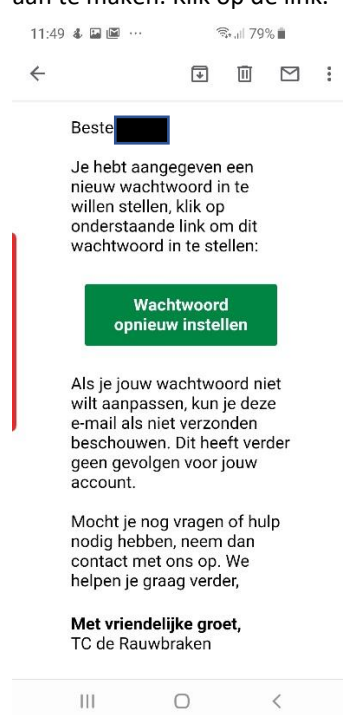 aan te maken. Klik op de link.
11:49 79%
Beste
Je hebt aangegeven een
nieuw wachtwoord in te
willen stellen, klik op
onderstaande link om dit
wachtwoord in te stellen:
Wachtwoord
opnieuw instellen
Als je jouw wachtwoord niet
wilt aanpassen, kun je deze
e-mail als niet verzonden
beschouwen. Dit heeft verder
geen gevolgen voor jouw
account.
Mocht je nog vragen of hulp
nodig hebben, neem dan
contact met ons op. We
helpen je graag verder,
Met vriendelijke groet,
TC de Rauwbraken